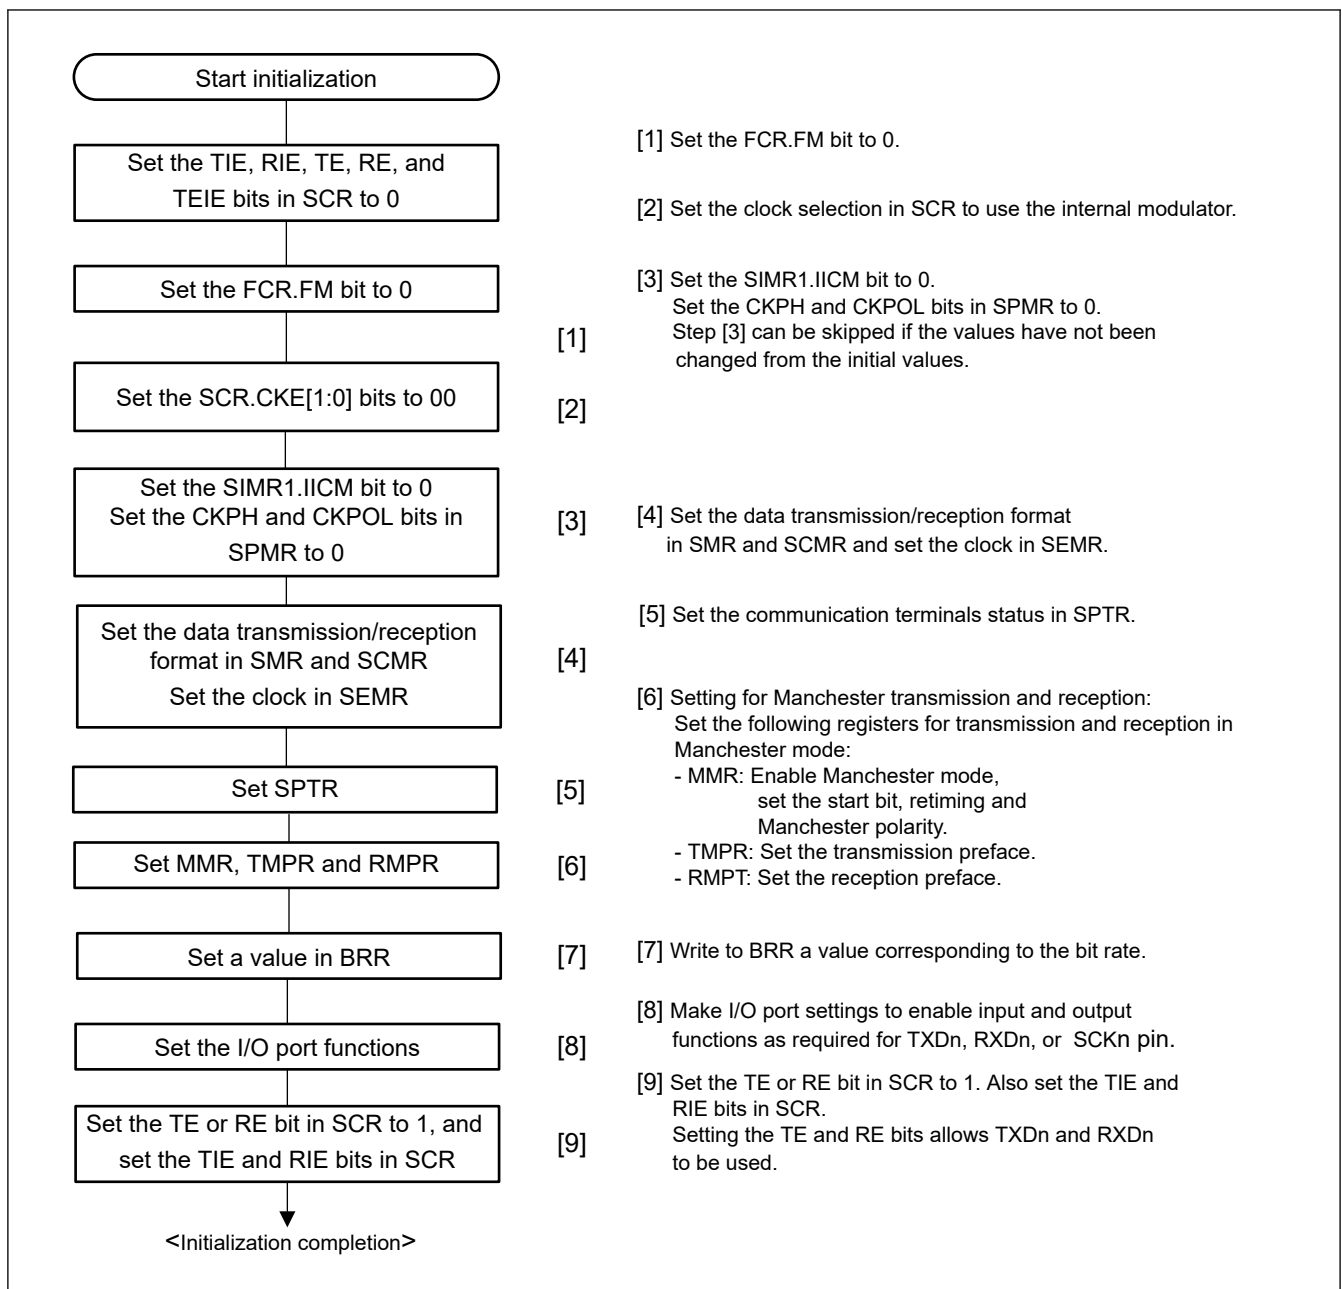 Start initialization
Set the TIE, RIE, TE, RE, and
TEIE bits in SCR to 0
Set the FCR.FM bit to 0
[1]
Set the SCR.CKE[1:0] bits to 00
[2]
Set the SIMR1.IICM bit to 0
Set the CKPH and CKPOL bits in
SPMR to 0
[3]
Set the data transmission/reception
format in SMR and SCMR
Set the clock in SEMR
[4]
Set SPTR
[5]
Set MMR, TMPR and RMPR
[6]
Set a value in BRR
[7]
Set the I/O port functions
[8]
Set the TE or RE bit in SCR to 1, and
set the TIE and RIE bits in SCR
[9]
<Initialization completion>
[1] Set the FCR.FM bit to 0.
[2] Set the clock selection in SCR to use the internal modulator.
[3] Set the SIMR1.IICM bit to 0.
Set the CKPH and CKPOL bits in SPMR to 0.
Step [3] can be skipped if the values have not been
changed from the initial values.
[4] Set the data transmission/reception format
in SMR and SCMR and set the clock in SEMR.
[5] Set the communication terminals status in SPTR.
[6] Setting for Manchester transmission and reception:
Set the following registers for transmission and reception in
Manchester mode:
- MMR: Enable Manchester mode,
set the start bit, retiming and
Manchester polarity.
- TMPR: Set the transmission preface.
- RMPT: Set the reception preface.
[7] Write to BRR a value corresponding to the bit rate.
[8] Make I/O port settings to enable input and output
functions as required for TXDn, RXDn, or SCKn pin.
[9] Set the TE or RE bit in SCR to 1. Also set the TIE and
RIE bits in SCR.
Setting the TE and RE bits allows TXDn and RXDn
to be used.